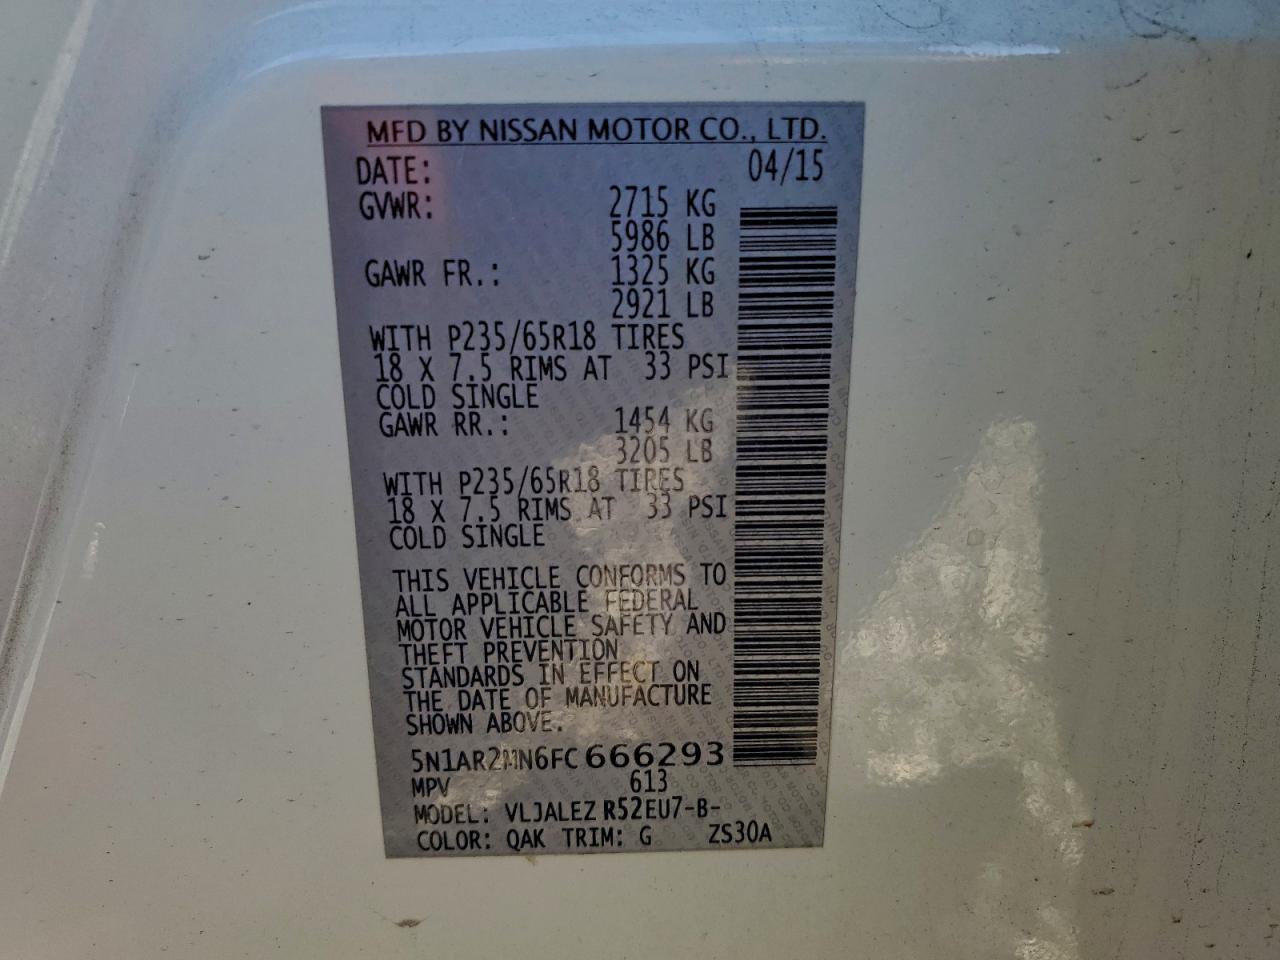 MFD BY NISSAN MOTOR CO., LTD.
DATE: 04/15
GVWR: 2715 KG
5986 LB
GAWR FR.: 1325 KG
2921 LB
WITH P235/65R18 TIRES
18 X 7.5 RIMS AT 33 PSI
COLD SINGLE
GAWR RR.: 1454 KG
3205 LB
WITH P235/65R18 TIRES
18 X 7.5 RIMS AT 33 PSI
COLD SINGLE
THIS VEHICLE CONFORMS TO
ALL APPLICABLE FEDERAL
MOTOR VEHICLE SAFETY AND
THEFT PREVENTION
STANDARDS IN EFFECT ON
THE DATE OF MANUFACTURE
SHOWN ABOVE.
5N1AR2MN6FC666293
MPV 613
MODEL: VLJALEZ R52EU7-B-
COLOR: QAK TRIM: G ZS30A